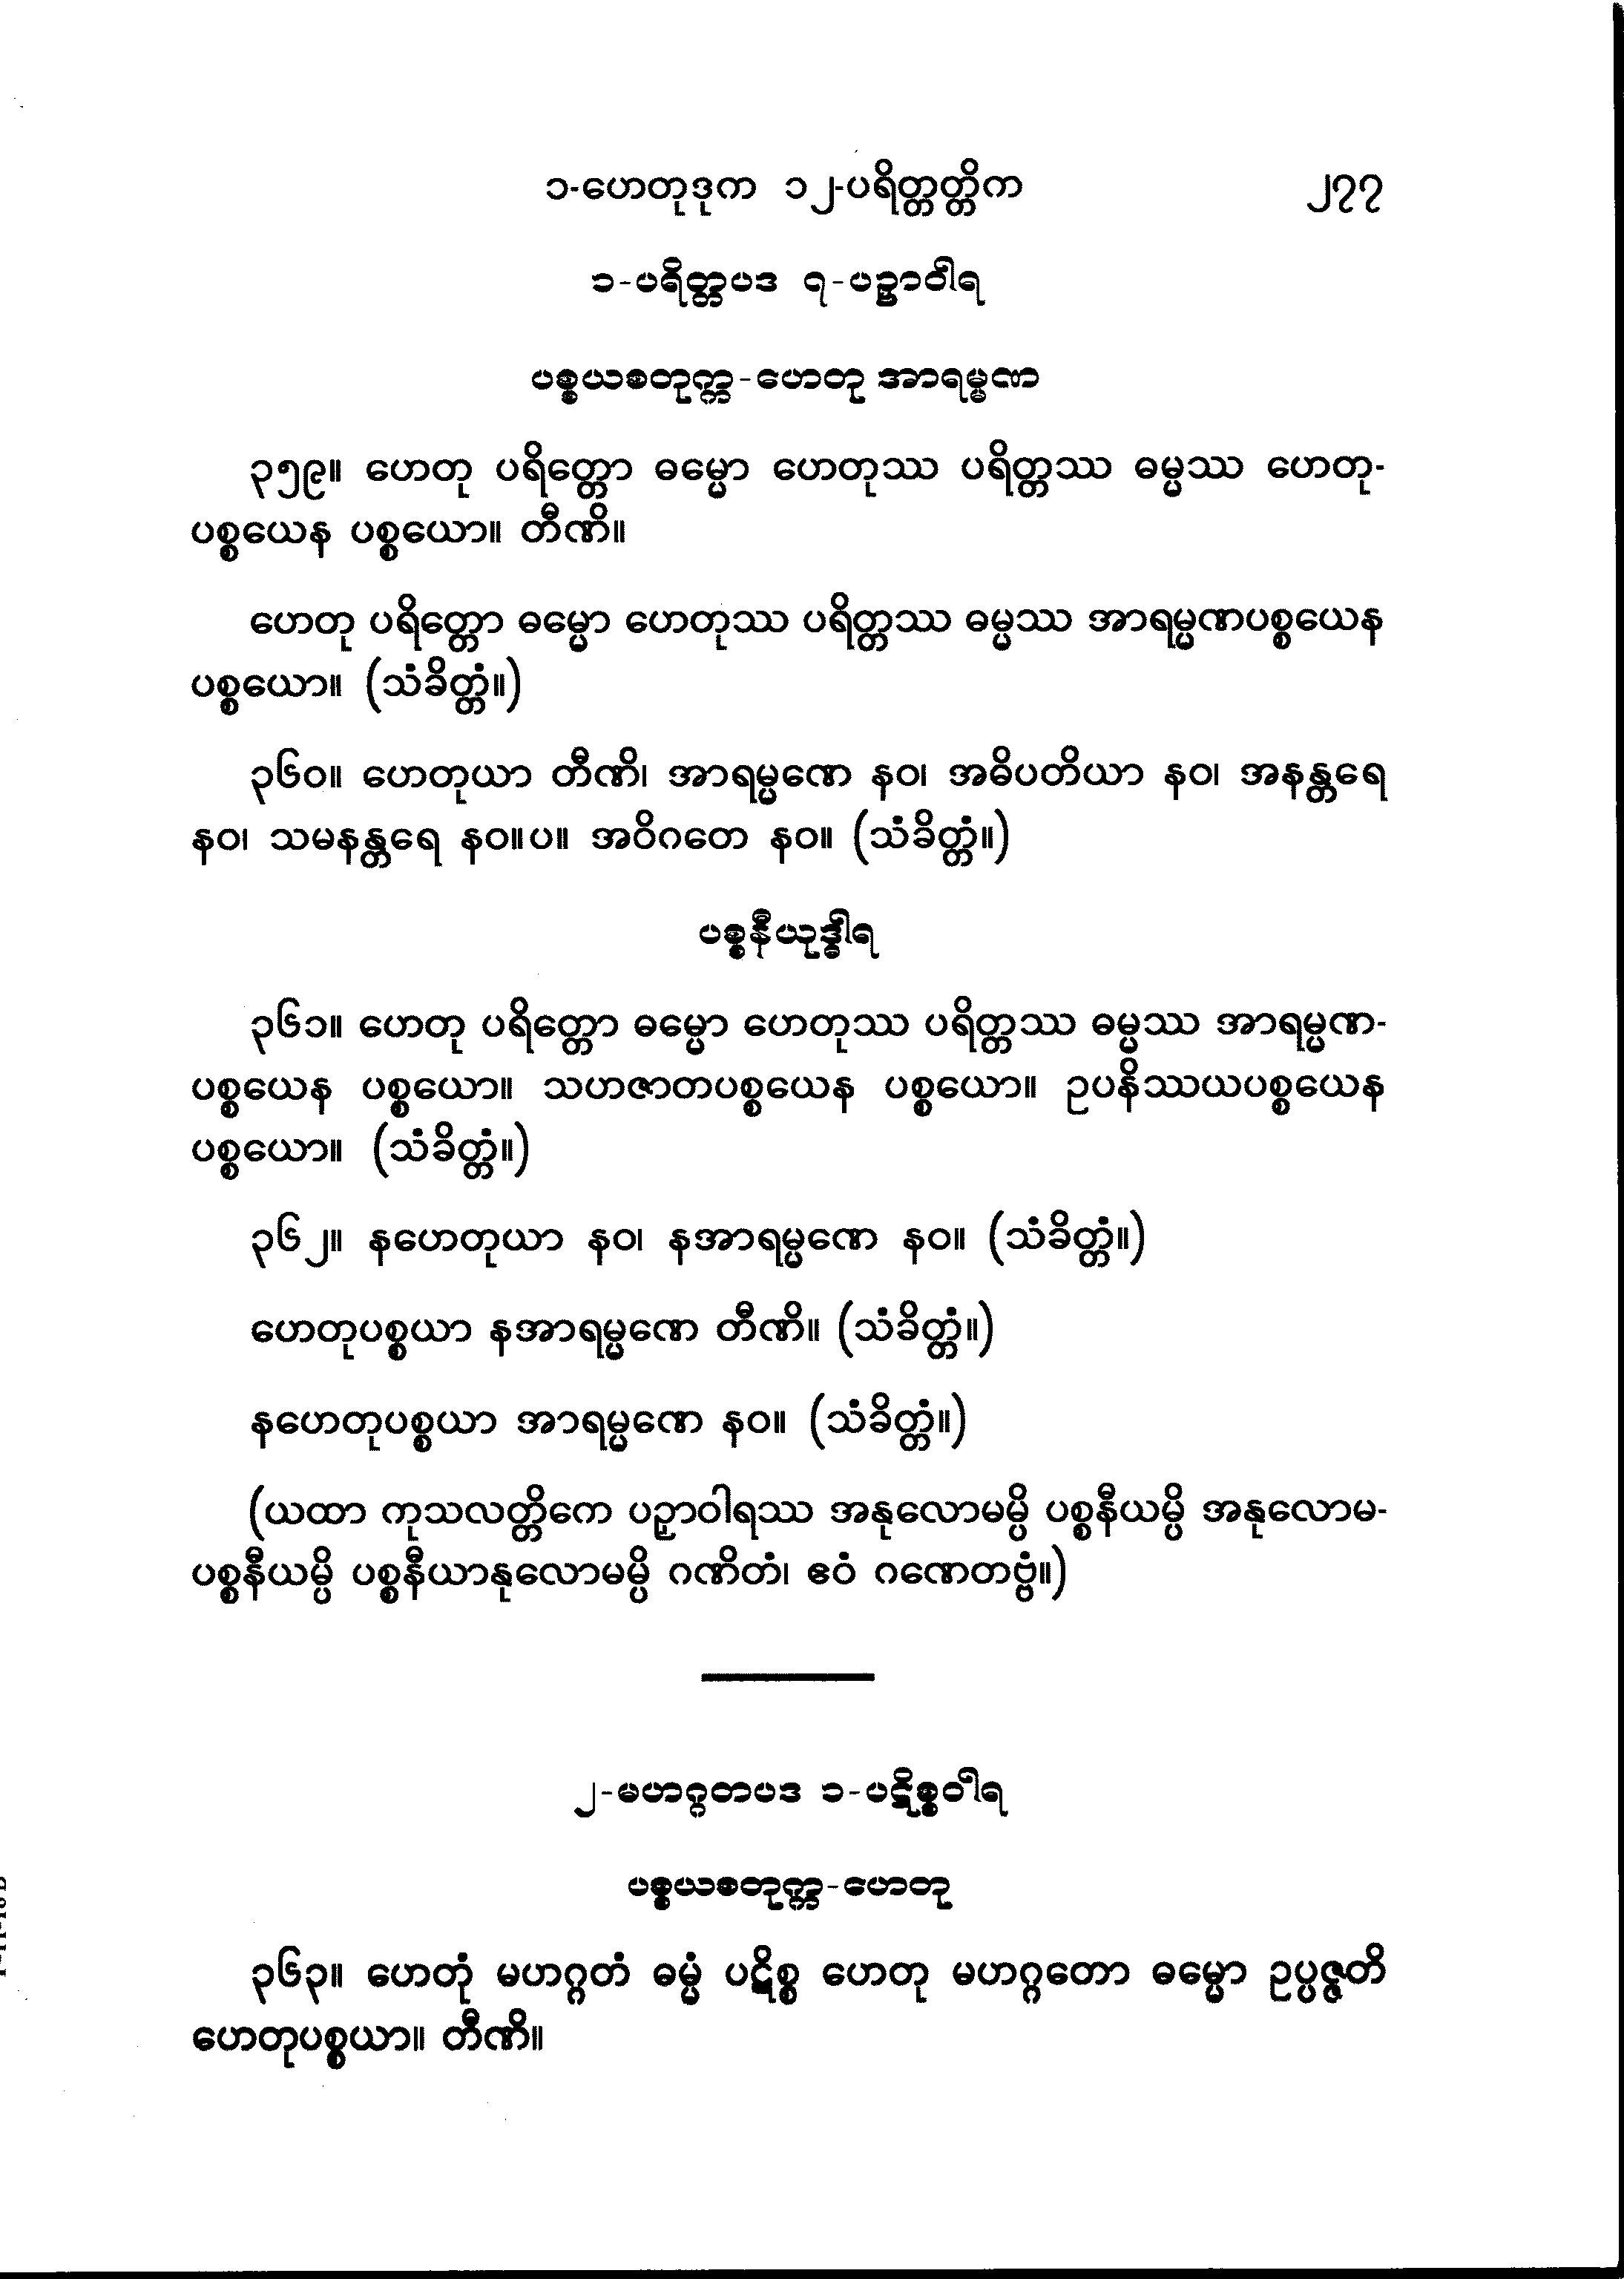 ၁-ဟေတုဒုက ၁၂-ပရိတ္တတ္တိက ၂၇၇
၁-ပရိတ္တပဒ ၇-ပဉှာဝါရ
ပစ္စယစတုက္က-ဟေတု အာရမ္မဏ
၃၅၉။ ဟေတု ပရိတ္တော ဓမ္မော ဟေတုဿ ပရိတ္တဿ ဓမ္မဿ ဟေတု-
ပစ္စယေန ပစ္စယော။ တီဏိ။
ဟေတု ပရိတ္တော ဓမ္မော ဟေတုဿ ပရိတ္တဿ ဓမ္မဿ အာရမ္မဏပစ္စယေန
ပစ္စယော။ (သံခိတ္တံ။)
၃၆၀။ ဟေတုယာ တီဏိ၊ အာရမ္မဏေ နဝ၊ အဓိပတိယာ နဝ၊ အနန္တရေ
နဝ၊ သမနန္တရေ နဝ။ပ။ အဝိဂတေ နဝ။ (သံခိတ္တံ။)
ပစ္စနီယုဒ္ဓါရ
၃၆၁။ ဟေတု ပရိတ္တော ဓမ္မော ဟေတုဿ ပရိတ္တဿ ဓမ္မဿ အာရမ္မဏ-
ပစ္စယေန ပစ္စယော။ သဟဇာတပစ္စယေန ပစ္စယော။ ဥပနိဿယပစ္စယေန
ပစ္စယော။ (သံခိတ္တံ။)
၃၆၂။ နဟေတုယာ နဝ၊ နအာရမ္မဏေ နဝ။ (သံခိတ္တံ။)
ဟေတုပစ္စယာ နအာရမ္မဏေ တီဏိ။ (သံခိတ္တံ။)
နဟေတုပစ္စယာ အာရမ္မဏေ နဝ။ (သံခိတ္တံ။)
(ယထာ ကုသလတ္တိကေ ပဉှာဝါရဿ အနုလောမမ္ပိ ပစ္စနီယမ္ပိ အနုလောမ-
ပစ္စနီယမ္ပိ ပစ္စနီယာနုလောမမ္ပိ ဂဏိတံ၊ ဧဝံ ဂဏေတဗ္ဗံ။)
၂-မဟဂ္ဂတပဒ ၁-ပဋိစ္စဝါရ
ပစ္စယစတုက္က-ဟေတု
၃၆၃။ ဟေတုံ မဟဂ္ဂတံ ဓမ္မံ ပဋိစ္စ ဟေတု မဟဂ္ဂတော ဓမ္မော ဥပ္ပဇ္ဇတိ
ဟေတုပစ္စယာ။ တီဏိ။